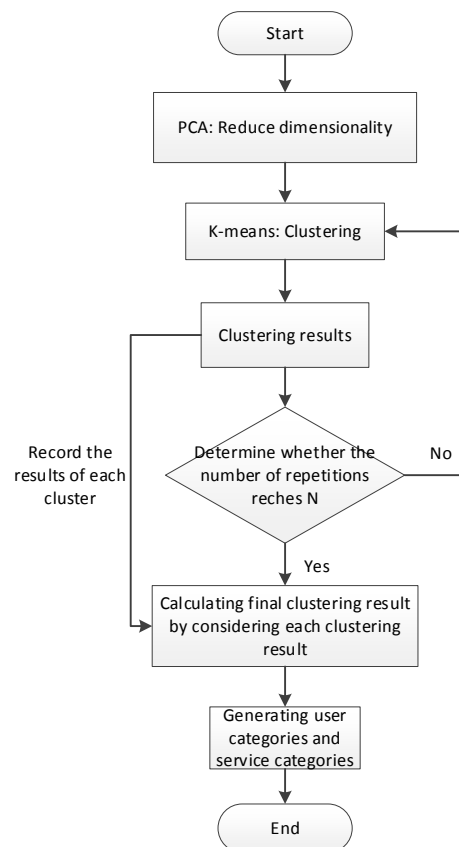 Start
PCA: Reduce dimensionality
K-means: Clustering
Clustering results
Record the
results of each
cluster
Determine whether the
number of repetitions
reches N
No
Yes
Calculating final clustering result
by considering each clustering
result
Generating user
categories and
service categories
End